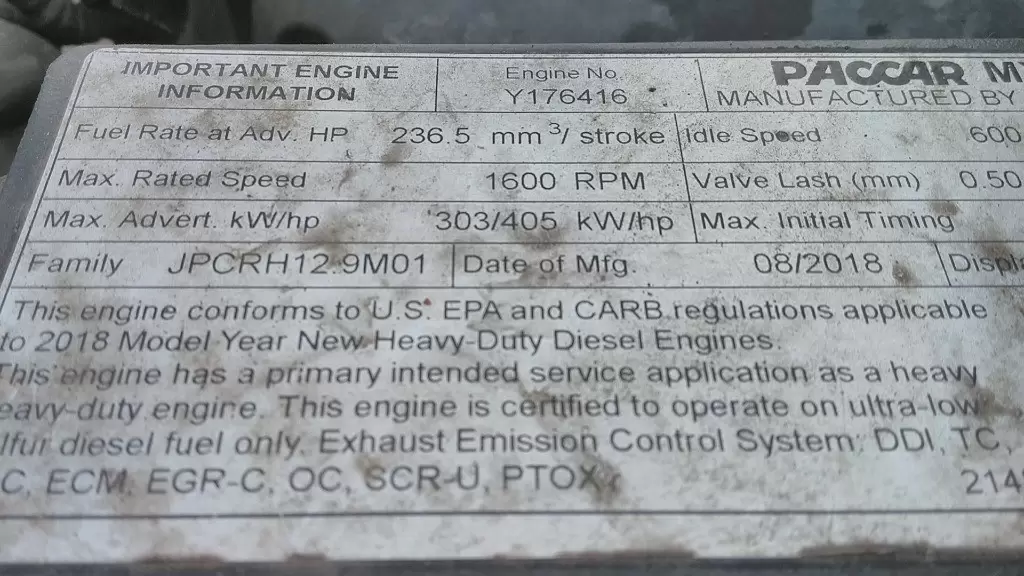 IMPORTANT ENGINE
INFORMATION
Engine No.
Y176416
PACCAR
MANUFACTURED BY
Fuel Rate at Adv. HP 236.5 mm³/ stroke Idle Speed 600
Max. Rated Speed 1600 RPM Valve Lash (mm) 0.50
Max. Advert. kW/hp 303/405 kW/hp Max. Initial Timing
Family JPCRH12.9M01 Date of Mfg. 08/2018
This engine conforms to U.S. EPA and CARB regulations applicable
to 2018 Model Year New Heavy-Duty Diesel Engines.
This engine has a primary intended service application as a heavy
eavy-duty engine. This engine is certified to operate on ultra-low
lfur diesel fuel only. Exhaust Emission Control System: DDI, TC,
C, ECM, EGR-C, OC, SCR-U, PTOX